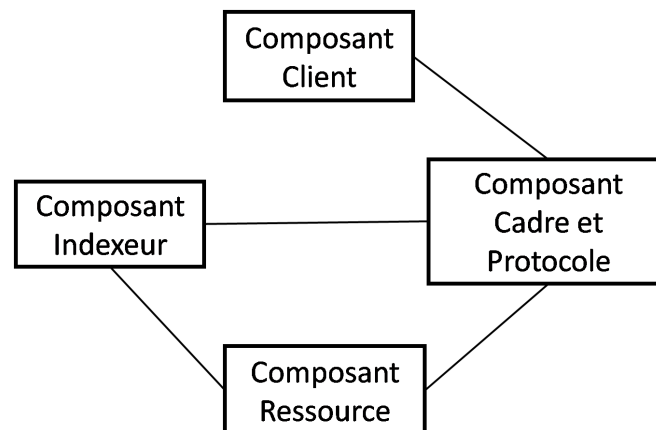 Composant
Client
Composant
Indexeur
Composant
Cadre et
Protocole
Composant
Ressource